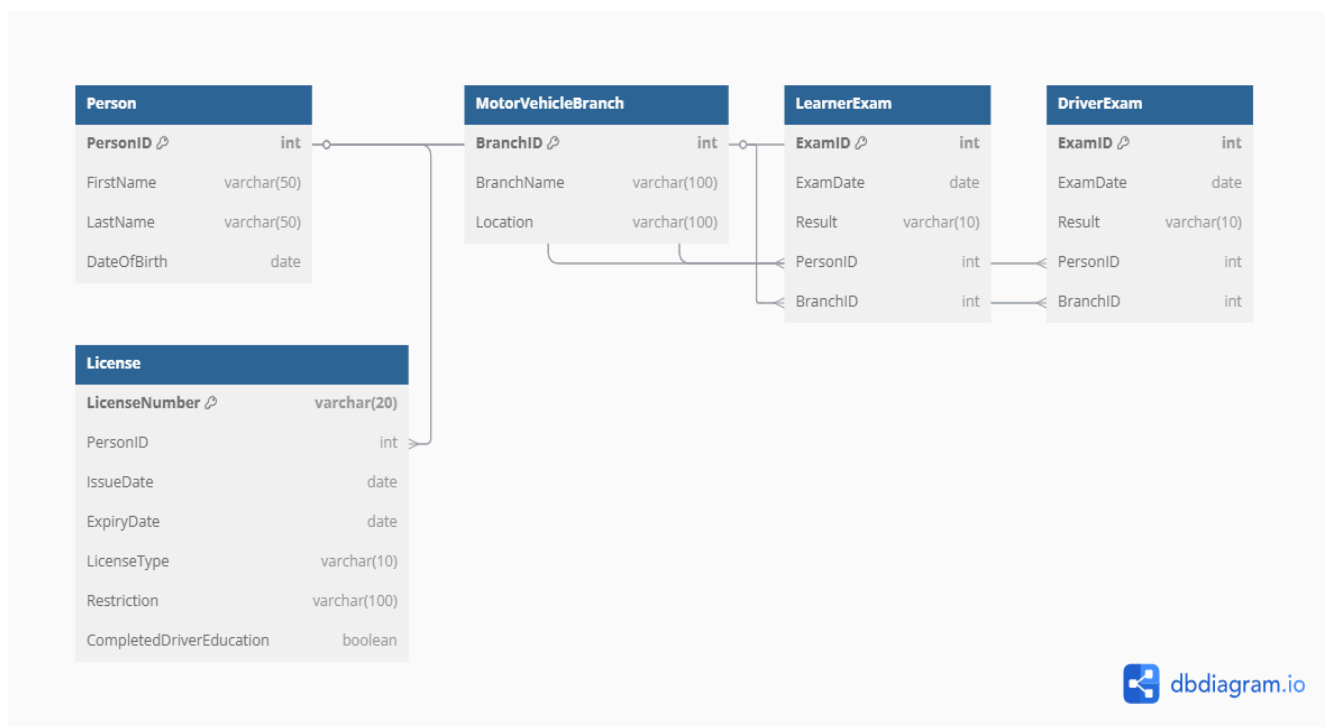 Person
PersonID int
FirstName varchar(50)
LastName varchar(50)
DateOfBirth date
MotorVehicleBranch
BranchID int
BranchName varchar(100)
Location varchar(100)
LearnerExam
ExamID int
ExamDate date
Result varchar(10)
PersonID int
BranchID int
DriverExam
ExamID int
ExamDate date
Result varchar(10)
PersonID int
BranchID int
License
LicenseNumber varchar(20)
PersonID int
IssueDate date
ExpiryDate date
LicenseType varchar(10)
Restriction varchar(100)
CompletedDriverEducation boolean
dbdiagram.io